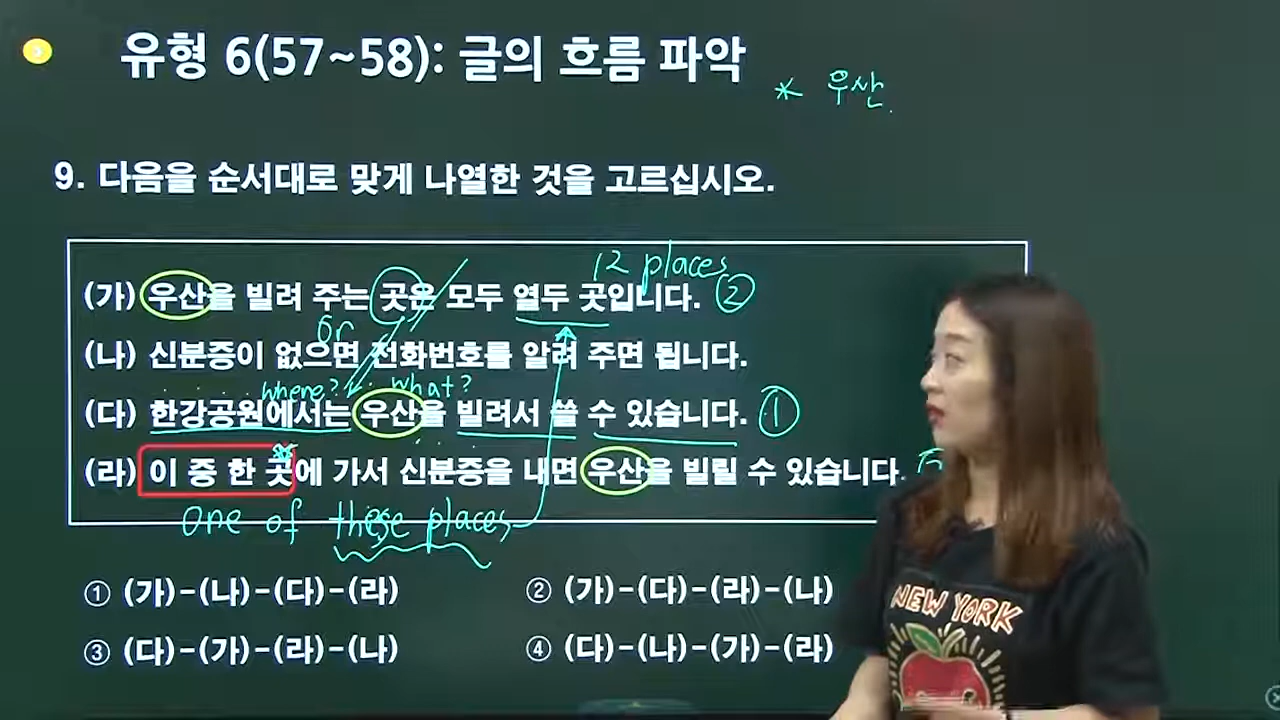 유형 6(57~58): 글의 흐름 파악
* 우산.
9. 다음을 순서대로 맞게 나열한 것을 고르십시오.
12 places
(가) 우산을 빌려 주는 곳은 모두 열두 곳입니다. ②
or
(나) 신분증이 없으면 전화번호를 알려 주면 됩니다.
where? what?
(다) 한강공원에서는 우산을 빌려서 쓸 수 있습니다. ①
(라) 이 중 한 곳에 가서 신분증을 내면 우산을 빌릴 수 있습니다.
one of these places
① (가)-(나)-(다)-(라)
② (가)-(다)-(라)-(나)
③ (다)-(가)-(라)-(나)
④ (다)-(나)-(가)-(라)
NEW YORK